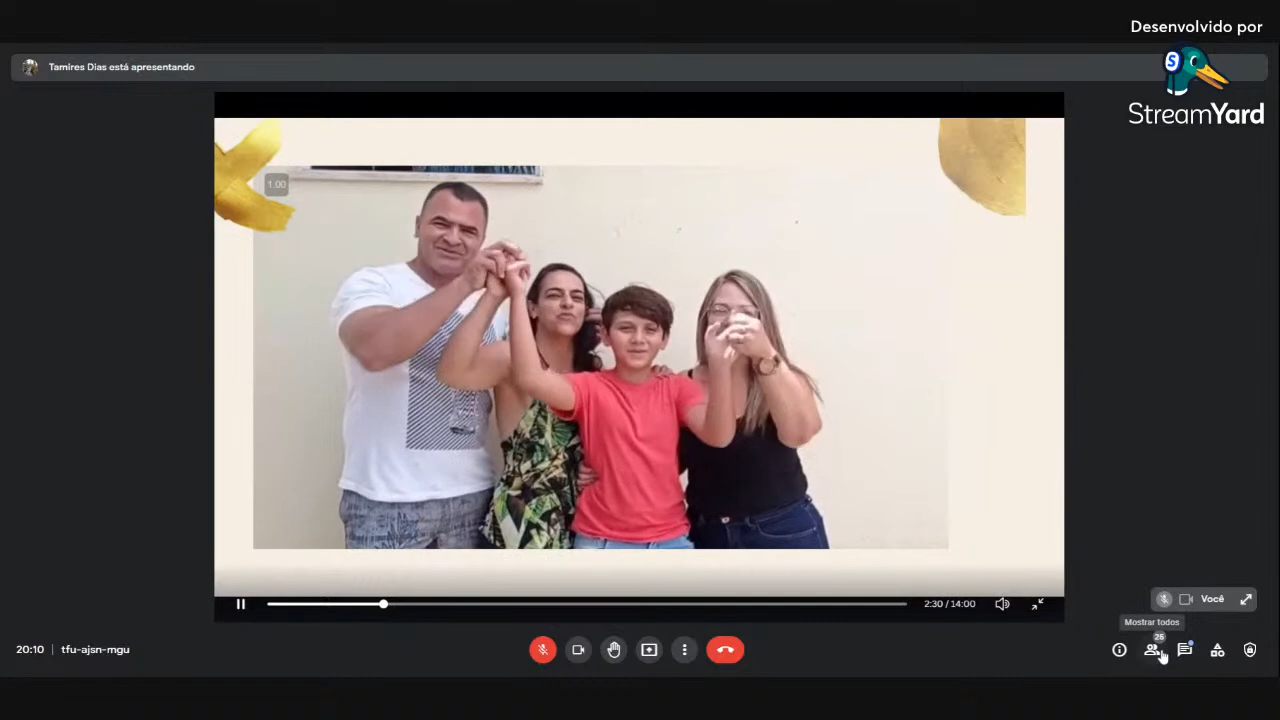 Desenvolvido por
StreamYard
Tamires Dias está apresentando
1.00
2:30 / 14:00
Você
Mostrar todos
25
20:10 | tfu-ajsn-mgu